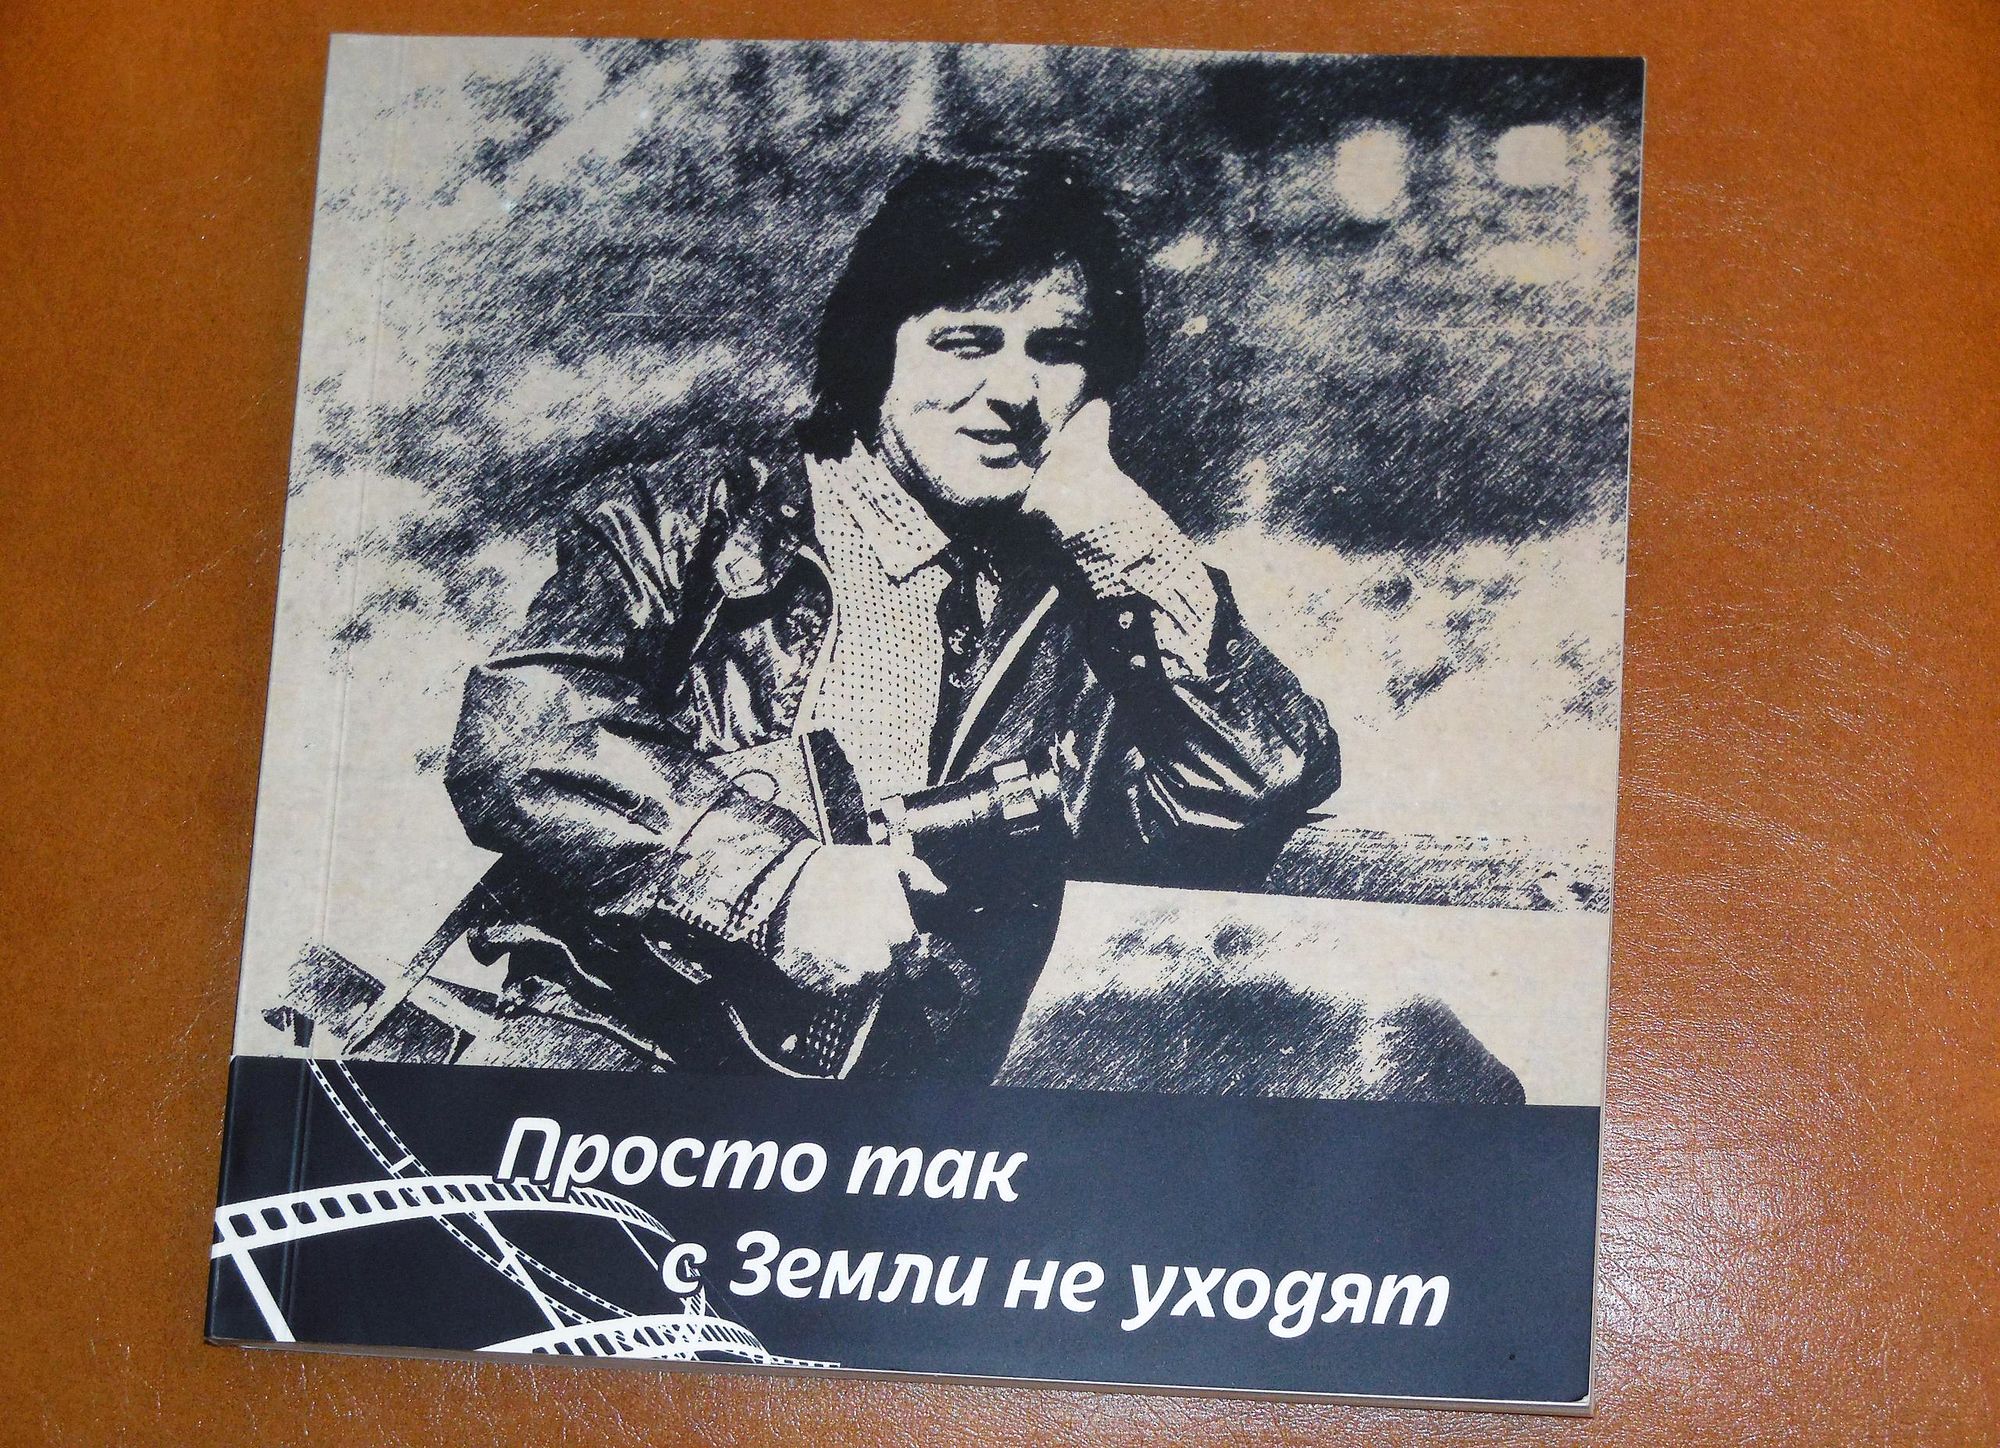 Просто так
с Земли не уходят